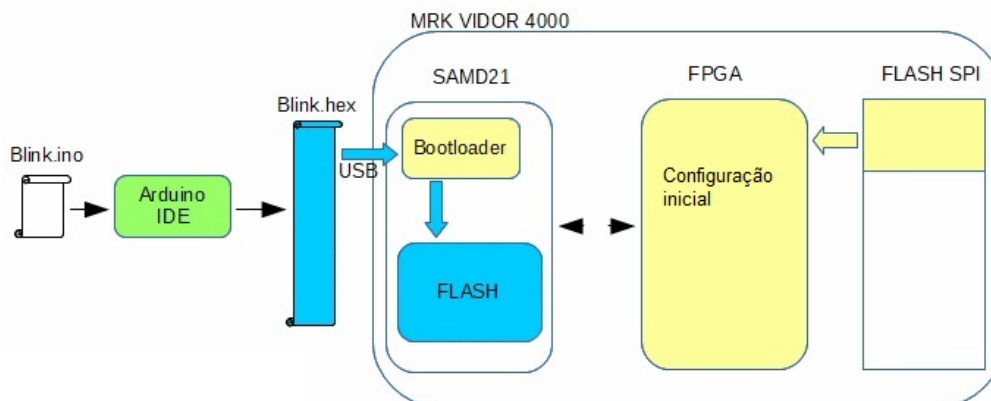 MRK VIDOR 4000
SAMD21
FPGA
FLASH SPI
Blink.hex
Blink.ino
Arduino
IDE
USB
Bootloader
FLASH
Configuração
inicial